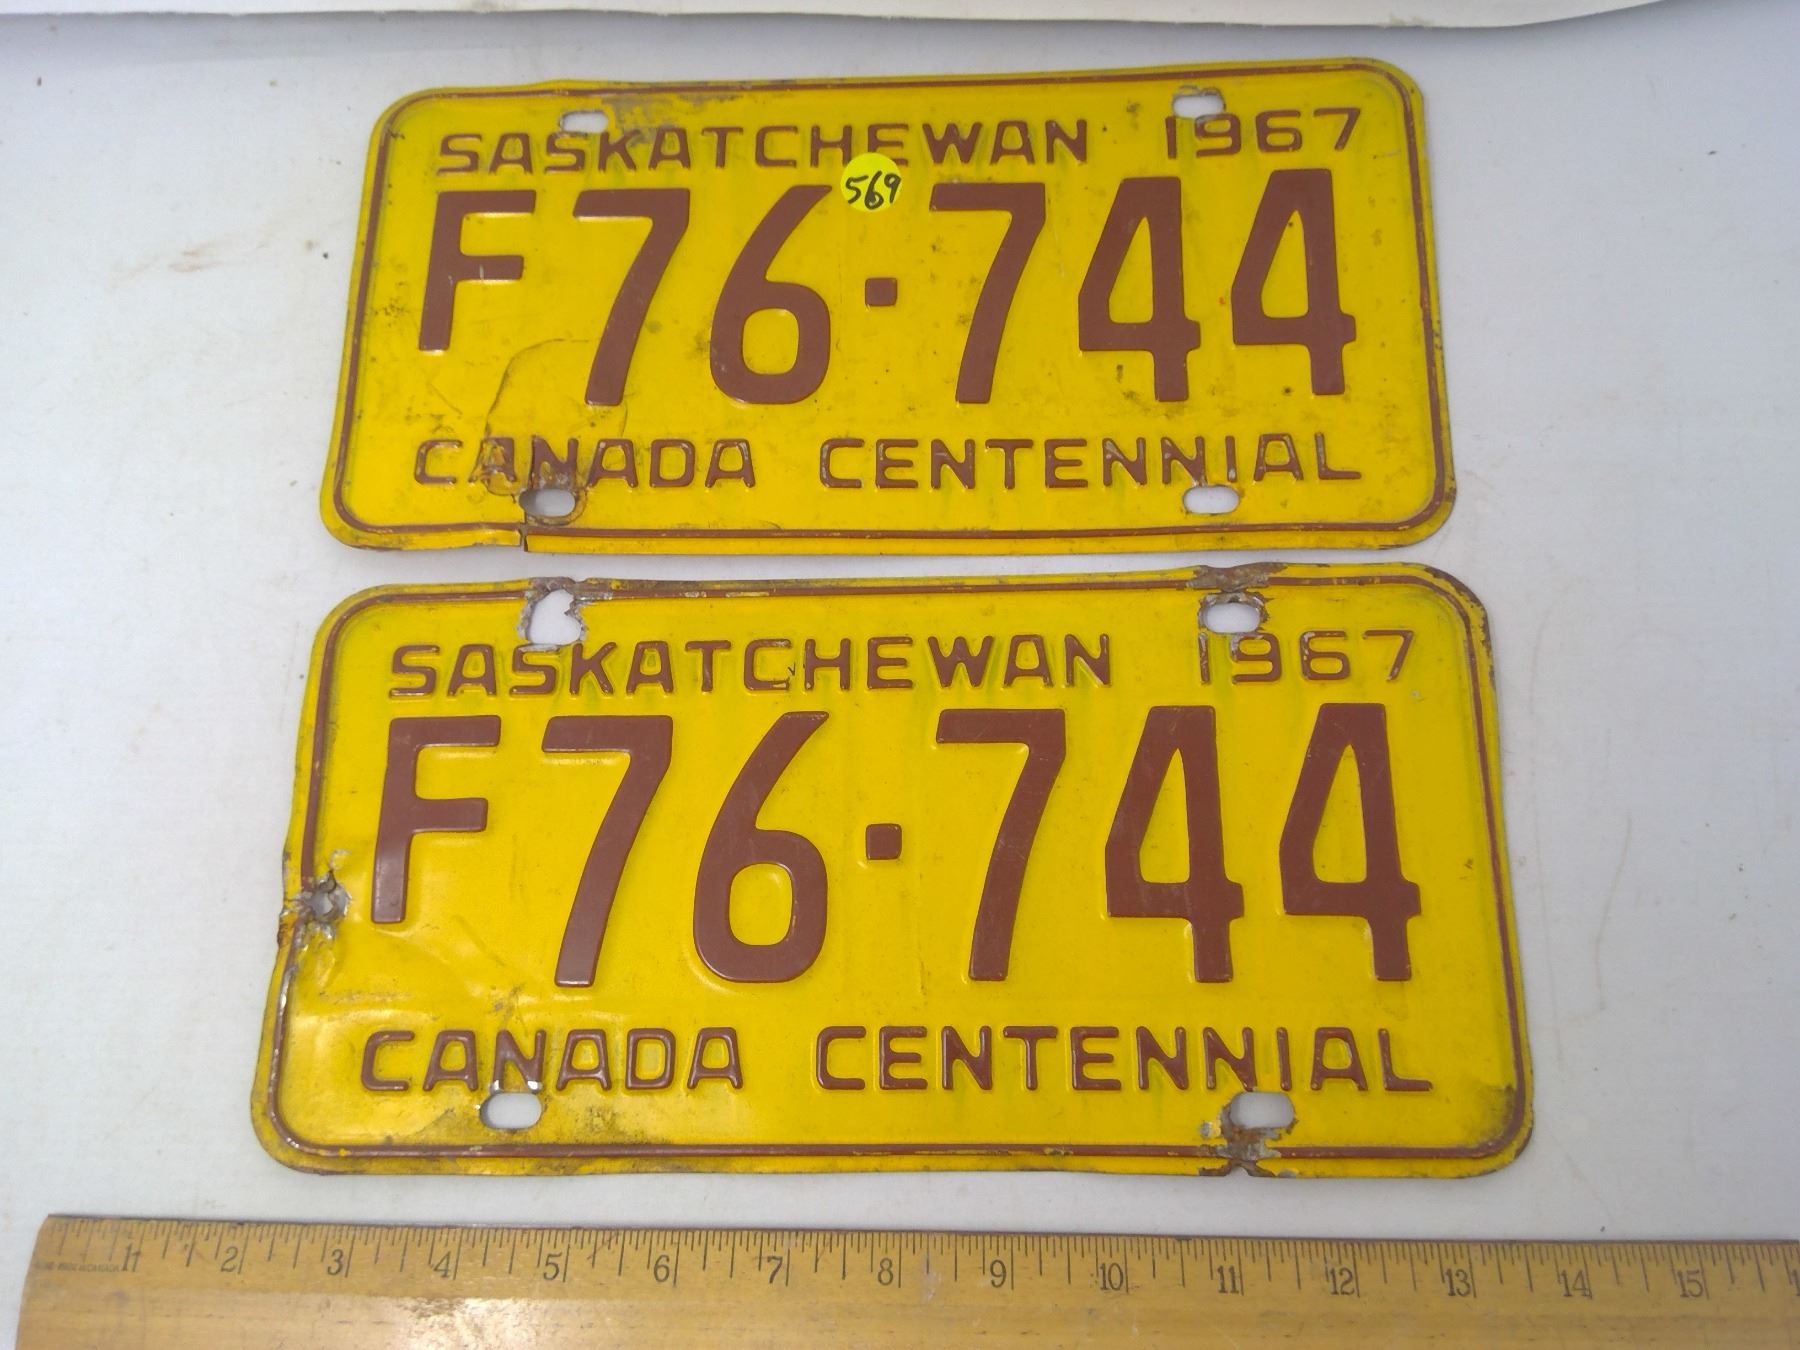 SASKATCHEWAN 1967
569
F76·744
CANADA CENTENNIAL
SASKATCHEWAN 1967
F76·744
CANADA CENTENNIAL
1 2 3 4 5 6 7 8 9 10 11 12 13 14 15